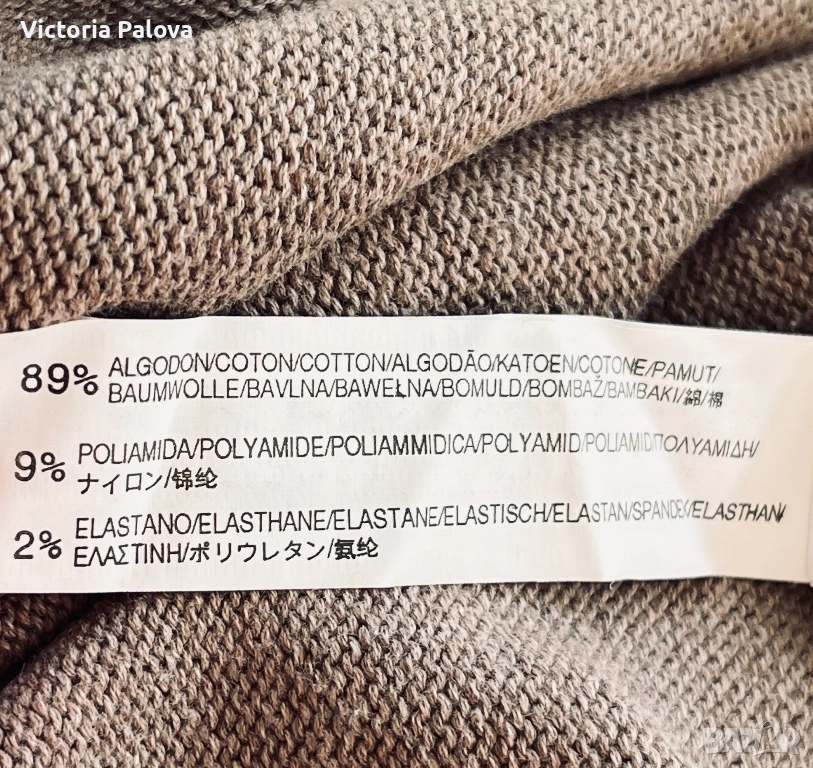 Victoria Palova
89% ALGODON/COTON/COTTON/ALGODÃO/KATOEN/COTONE/PAMUT/
BAUMWOLLE/BAVLNA/BAWEŁNA/BOMULD/BOMBAŽ/BAMBAKI/綿/棉
9% POLIAMIDA/POLYAMIDE/POLIAMMIDICA/POLYAMID/POLIAMID/ΠΟΛΥΑΜΙΔΗ/
ナイロン/锦纶
2% ELASTANO/ELASTHANE/ELASTANE/ELASTISCH/ELASTAN/SPANDEX/ELASTHAN/
ΕΛΑΣΤΙΝΗ/ポリウレタン/氨纶